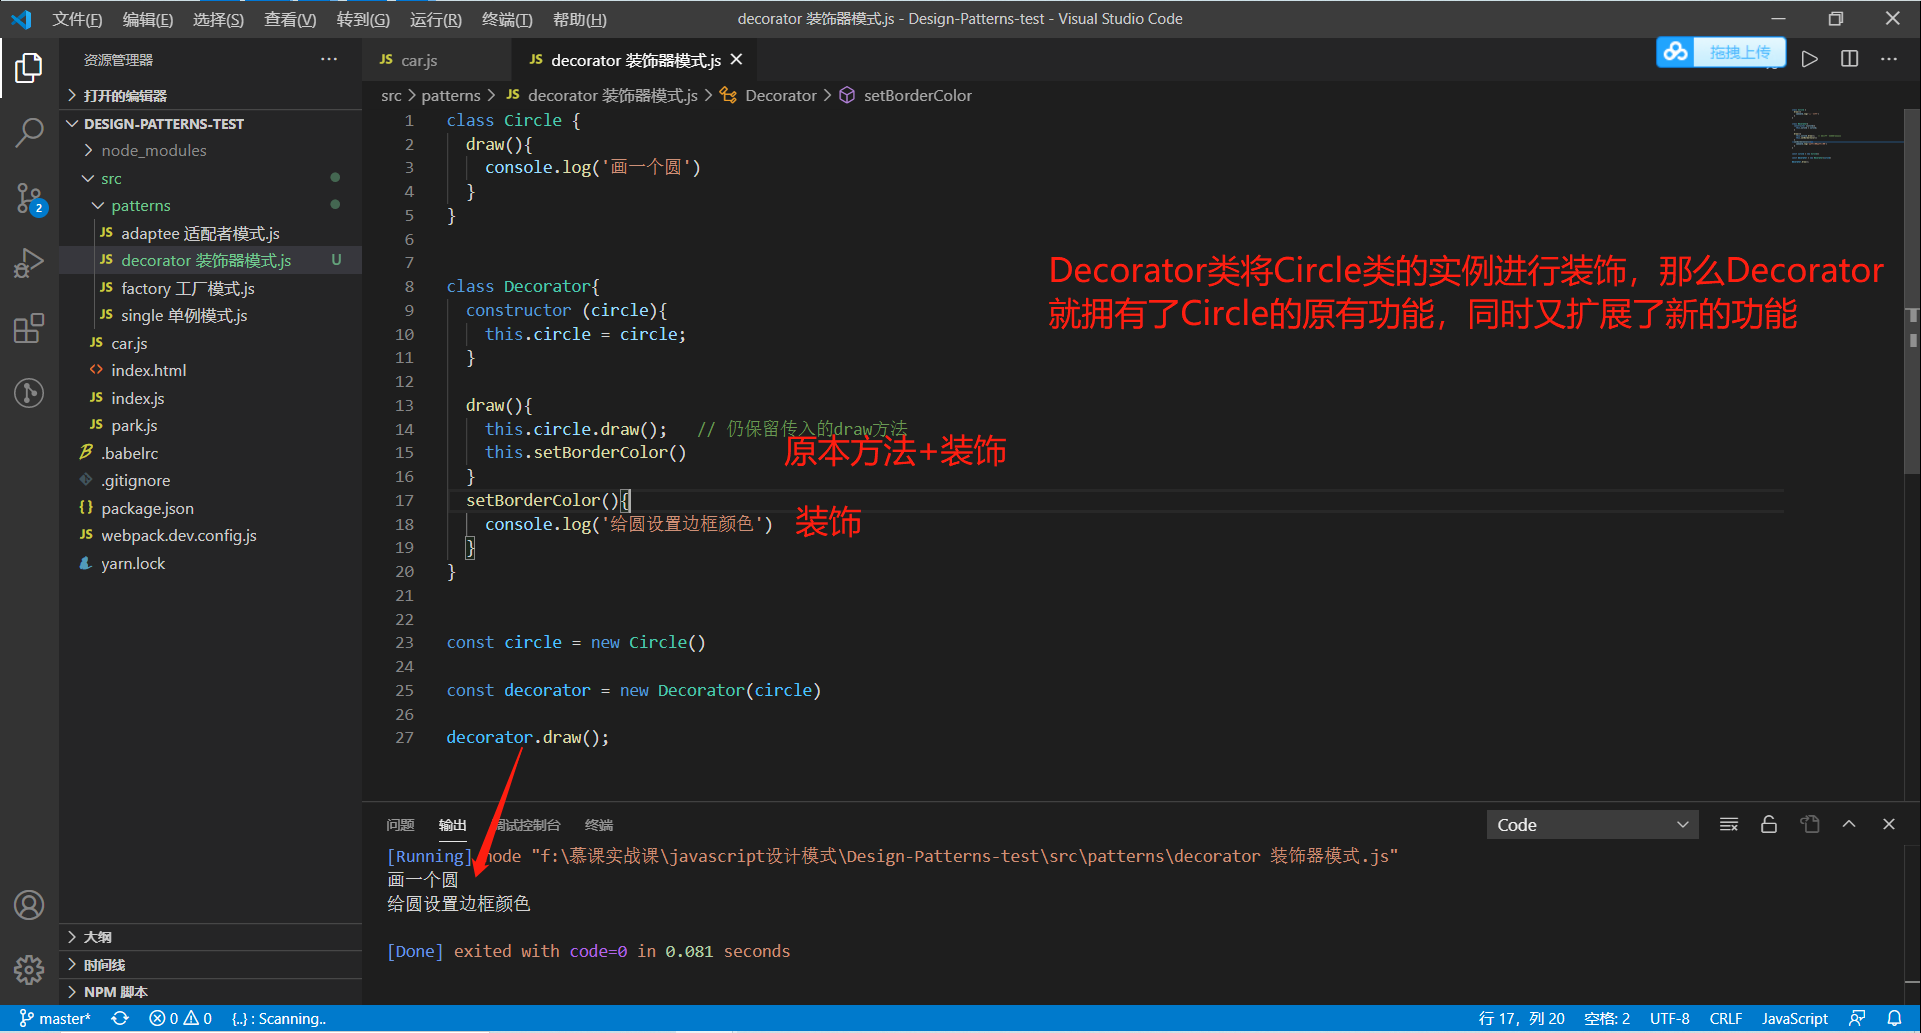 文件(F) 编辑(E) 选择(S) 查看(V) 转到(G) 运行(R) 终端(T) 帮助(H) decorator 装饰器模式.js - Design-Patterns-test - Visual Studio Code
资源管理器 ···
打开的编辑器
DESIGN-PATTERNS-TEST
node_modules
src
patterns
JS adaptee 适配者模式.js
JS decorator 装饰器模式.js U
JS factory 工厂模式.js
JS single 单例模式.js
JS car.js
<> index.html
JS index.js
JS park.js
.babelrc
.gitignore
{} package.json
JS webpack.dev.config.js
yarn.lock
大纲
时间线
NPM 脚本
2
JS car.js JS decorator 装饰器模式.js
拖拽上传
src > patterns > JS decorator 装饰器模式.js > Decorator > setBorderColor
1 class Circle {
2 draw(){
3 console.log('画一个圆')
4 }
5 }
6
7
8 class Decorator{
9 constructor (circle){
10 this.circle = circle;
11 }
12
13 draw(){
14 this.circle.draw(); // 仍保留传入的draw方法
15 this.setBorderColor()
16 }
17 setBorderColor(){
18 console.log('给圆设置边框颜色')
19 }
20 }
21
22
23 const circle = new Circle()
24
25 const decorator = new Decorator(circle)
26
27 decorator.draw();
Decorator类将Circle类的实例进行装饰，那么Decorator
就拥有了Circle的原有功能，同时又扩展了新的功能
原本方法+装饰
装饰
问题 输出 调试控制台 终端 Code
[Running] node "f:\慕课实战课\javascript设计模式\Design-Patterns-test\src\patterns\decorator 装饰器模式.js"
画一个圆
给圆设置边框颜色
[Done] exited with code=0 in 0.081 seconds
master* 0 0 {..} : Scanning.. 行 17，列 20 空格: 2 UTF-8 CRLF JavaScript